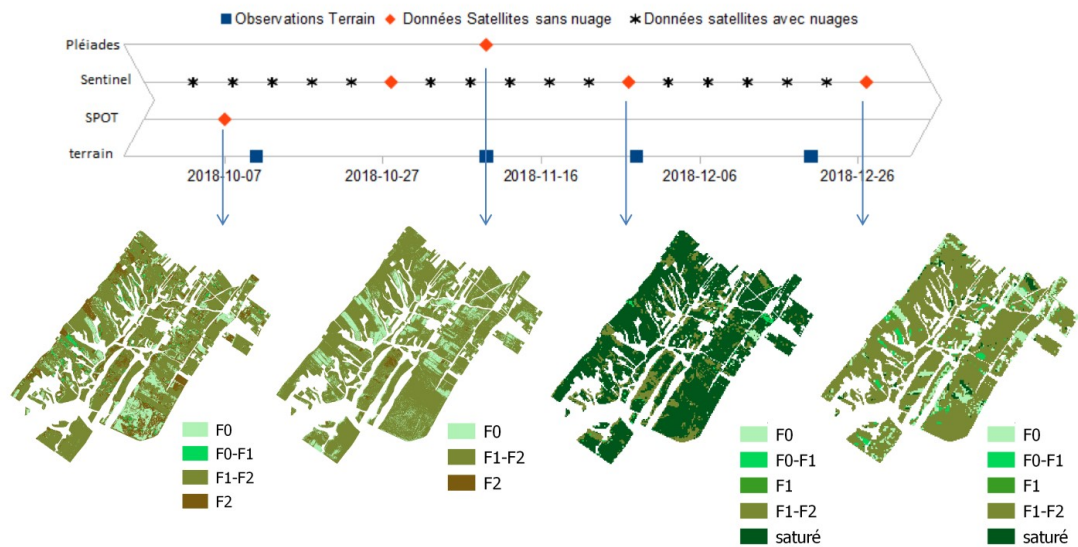 Observations Terrain Données Satellites sans nuage Données satellites avec nuages
Pléiades
Sentinel
SPOT
terrain
2018-10-07 2018-10-27 2018-11-16 2018-12-06 2018-12-26
F0
F0-F1
F1-F2
F2
F0
F1-F2
F2
F0
F0-F1
F1
F1-F2
saturé
F0
F0-F1
F1
F1-F2
saturé